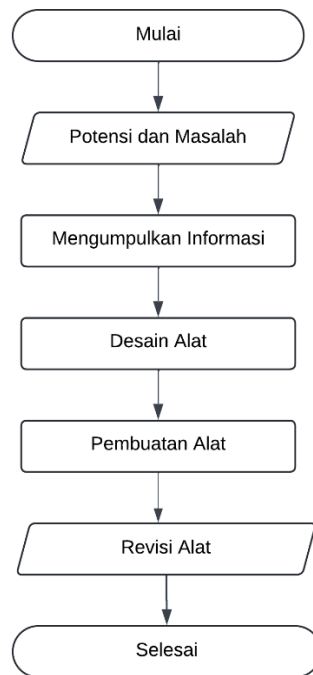 Mulai
Potensi dan Masalah
Mengumpulkan Informasi
Desain Alat
Pembuatan Alat
Revisi Alat
Selesai